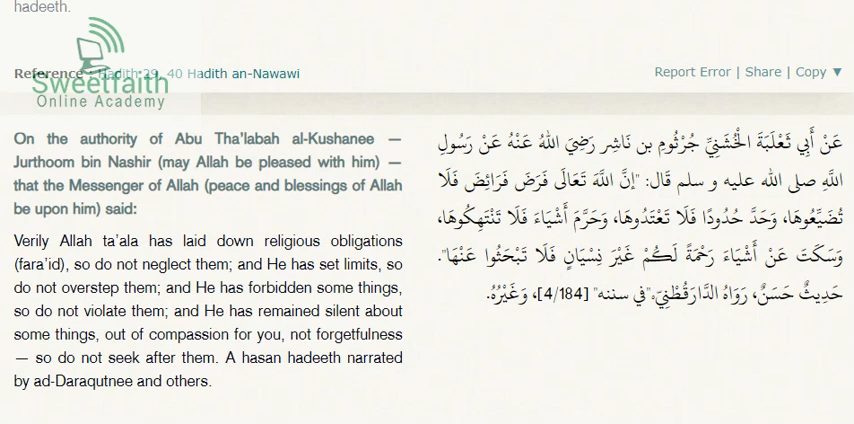 hadeeth.
Reference : Hadith 29, 40 Hadith an-Nawawi
Report Error | Share | Copy ▼
Sweetfaith
Online Academy
On the authority of Abu Tha'labah al-Kushanee —
Jurthoom bin Nashir (may Allah be pleased with him) —
that the Messenger of Allah (peace and blessings of Allah
be upon him) said:
Verily Allah ta'ala has laid down religious obligations
(fara'id), so do not neglect them; and He has set limits, so
do not overstep them; and He has forbidden some things,
so do not violate them; and He has remained silent about
some things, out of compassion for you, not forgetfulness
— so do not seek after them. A hasan hadeeth narrated
by ad-Daraqutnee and others.
عَنْ أَبِي ثَعْلَبَةَ الْخُشَنِيِّ جُرْثُومِ بن نَاشِر رَضِيَ اللهُ عَنْهُ عَنْ رَسُولِ
اللَّهِ صلى الله عليه و سلم قَال: "إنَّ اللَّهَ تَعَالَى فَرَضَ فَرَائِضَ فَلَا
تُضَيِّعُوهَا، وَحَدَّ حُدُودًا فَلَا تَعْتَدُوهَا، وَحَرَّمَ أَشْيَاءَ فَلَا تَنْتَهِكُوهَا،
وَسَكَتَ عَنْ أَشْيَاءَ رَحْمَةً لَكُمْ غَيْرَ نِسْيَانٍ فَلَا تَبْحَثُوا عَنْهَا".
حَدِيثٌ حَسَنٌ، رَوَاهُ الدَّارَقُطْنِيّ ْ"في سننه" [4/184]، وَغَيْرُهُ.